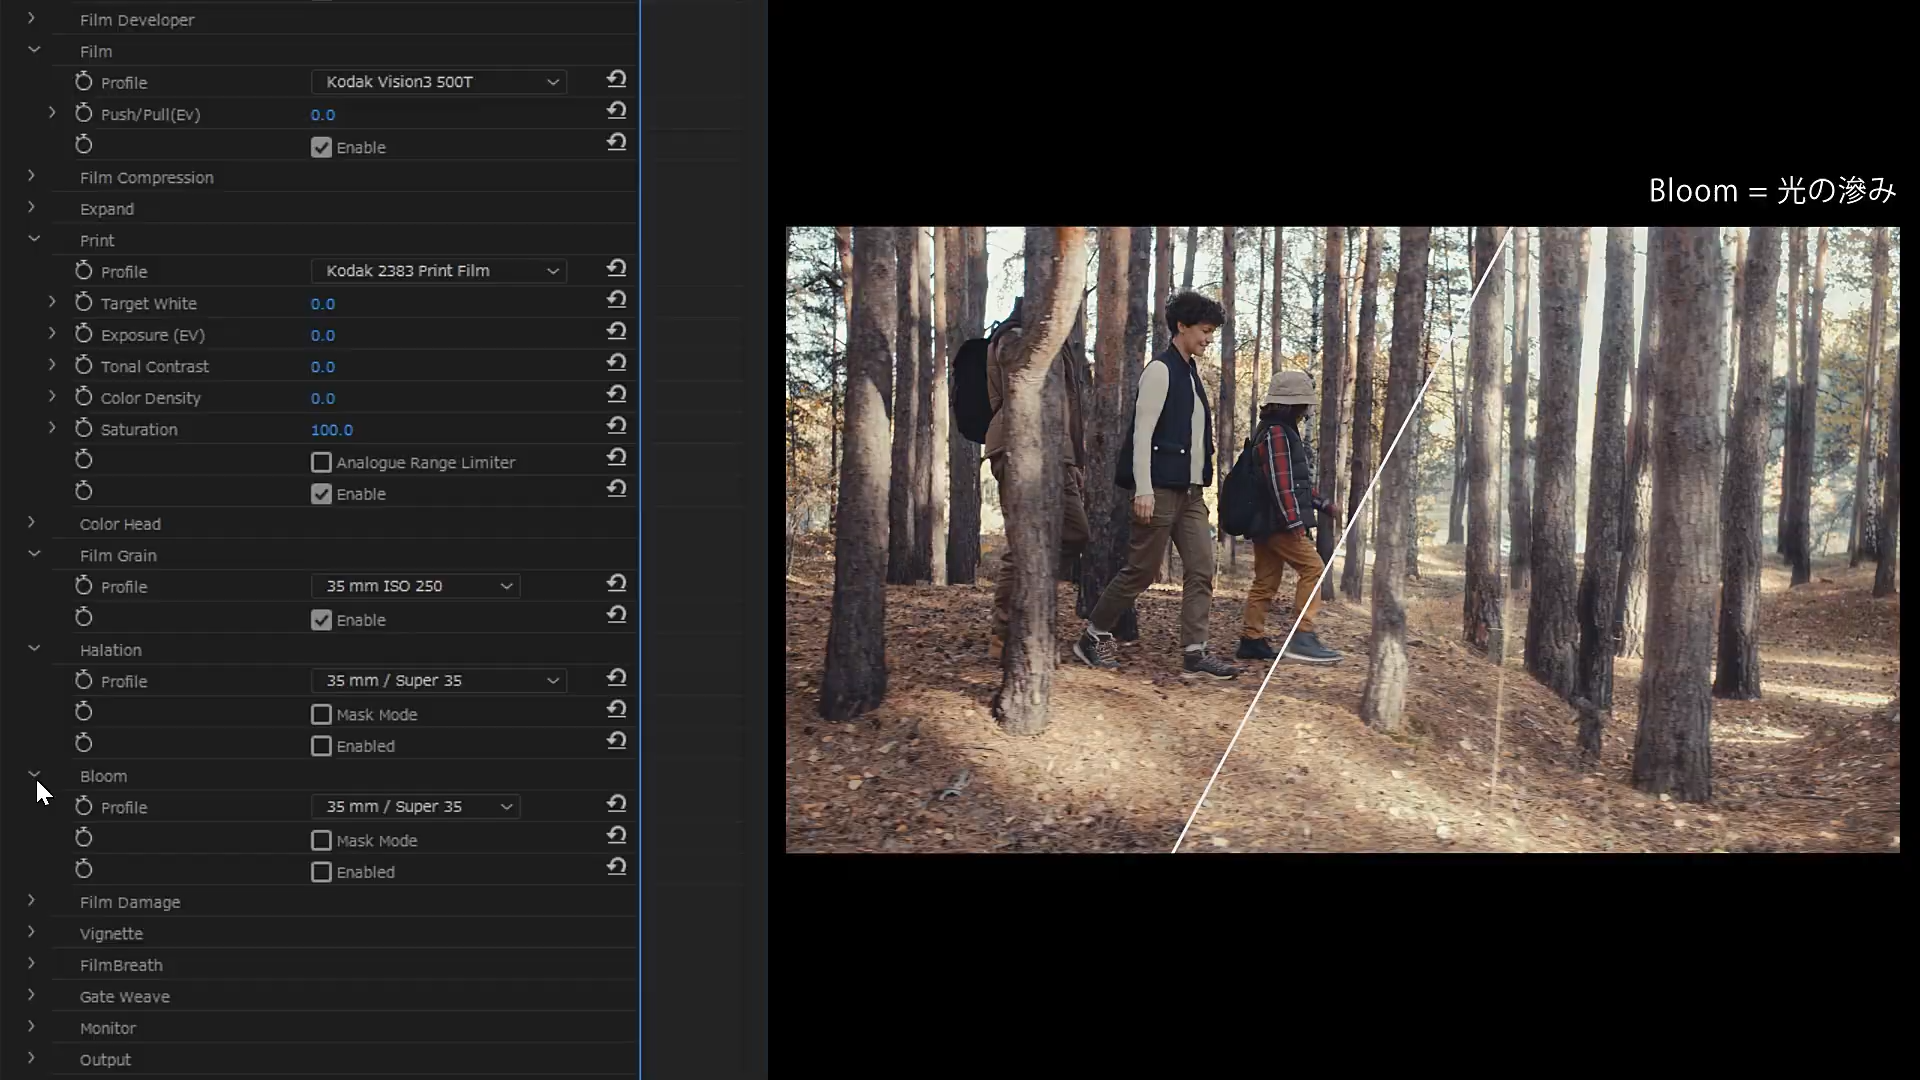 Film Developer
Film
Profile Kodak Vision3 500T
Push/Pull(Ev) 0.0
Enable
Film Compression
Expand
Print
Profile Kodak 2383 Print Film
Target White 0.0
Exposure (EV) 0.0
Tonal Contrast 0.0
Color Density 0.0
Saturation 100.0
Analogue Range Limiter
Enable
Color Head
Film Grain
Profile 35 mm ISO 250
Enable
Halation
Profile 35 mm / Super 35
Mask Mode
Enabled
Bloom
Profile 35 mm / Super 35
Mask Mode
Enabled
Film Damage
Vignette
FilmBreath
Gate Weave
Monitor
Output
Bloom = 光の滲み